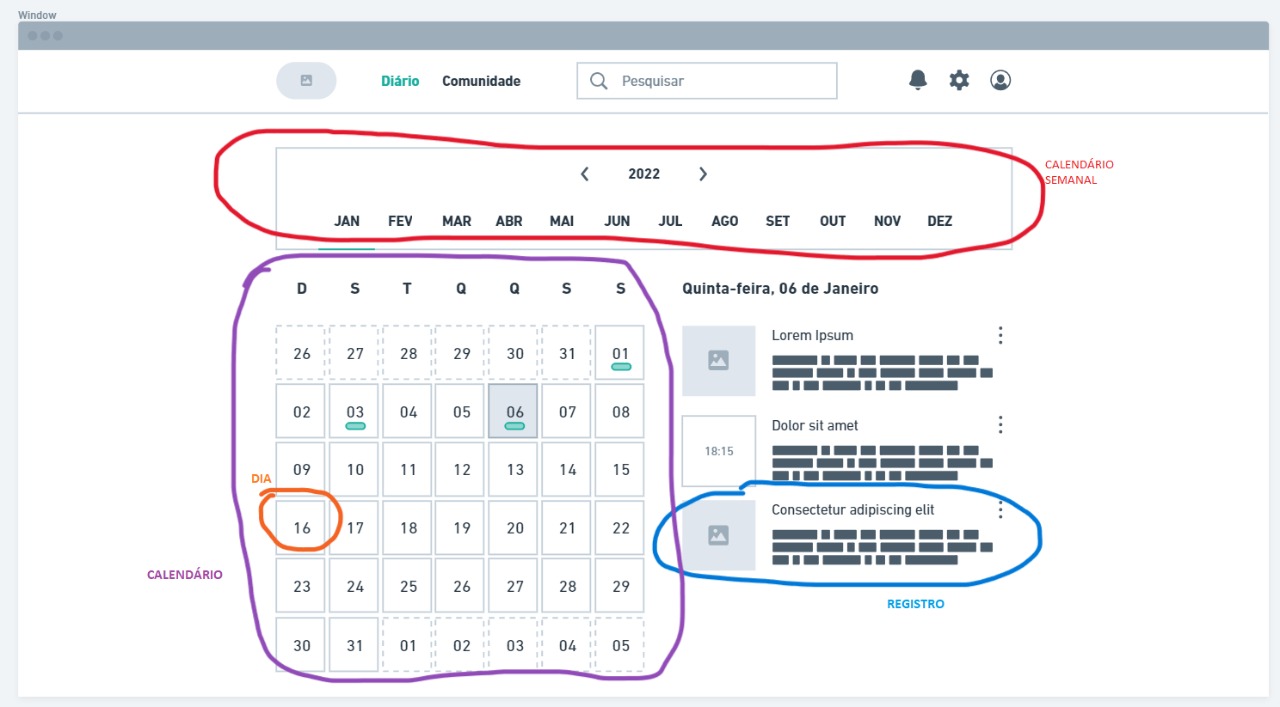 Window
Diário Comunidade Pesquisar
2022
CALENDÁRIO
SEMANAL
JAN FEV MAR ABR MAI JUN JUL AGO SET OUT NOV DEZ
D S T Q Q S S
Quinta-feira, 06 de Janeiro
26 27 28 29 30 31 01
Lorem Ipsum
02 03 04 05 06 07 08
Dolor sit amet
18:15
09 10 11 12 13 14 15
DIA
Consectetur adipiscing elit
16 17 18 19 20 21 22
CALENDÁRIO
23 24 25 26 27 28 29
REGISTRO
30 31 01 02 03 04 05